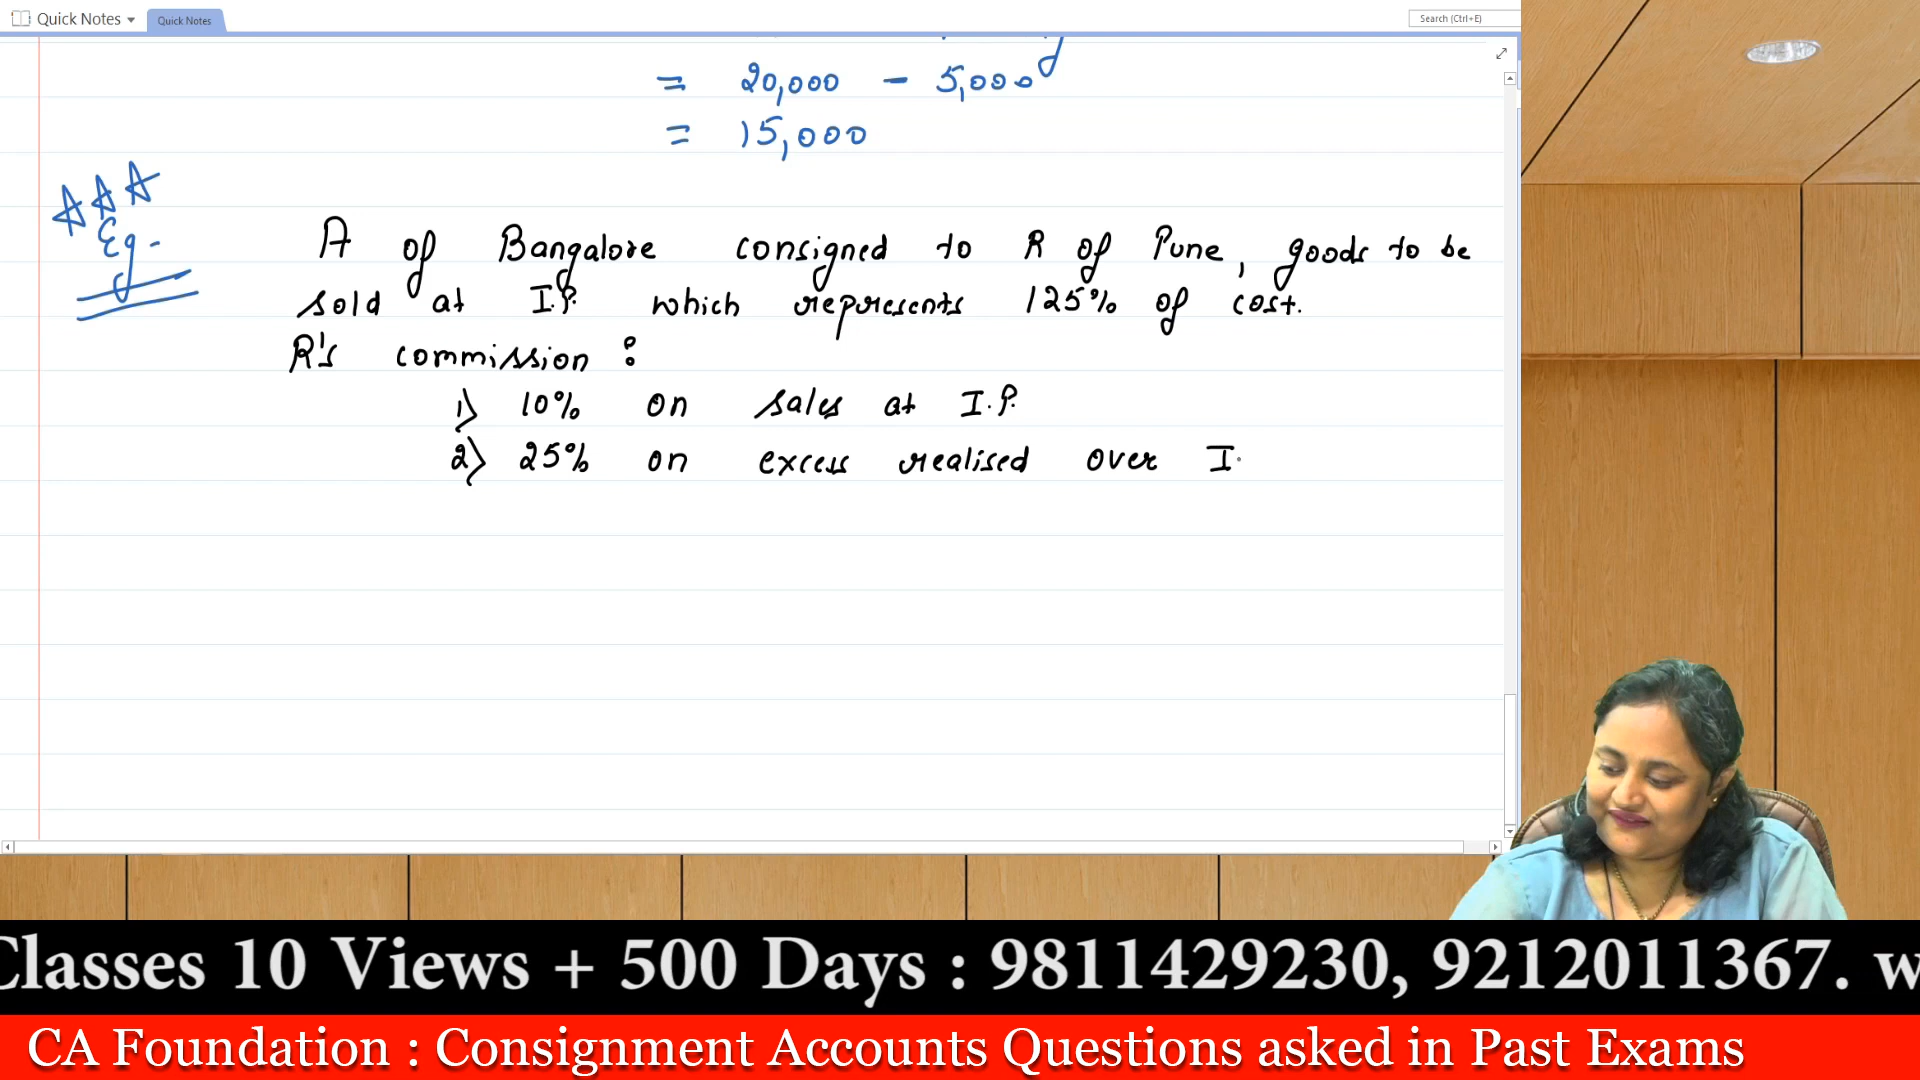 Quick Notes
Quick Notes
Search (Ctrl+E)
= 20,000 - 5,000
= 15,000
Eg -
A of Bangalore consigned to R of Pune, goods to be
sold at I.P. which represents 125% of cost.
R's commission :
1) 10% on sales at I.P.
2) 25% on excess realised over I.
Classes 10 Views + 500 Days : 9811429230, 9212011367. w
CA Foundation : Consignment Accounts Questions asked in Past Exams